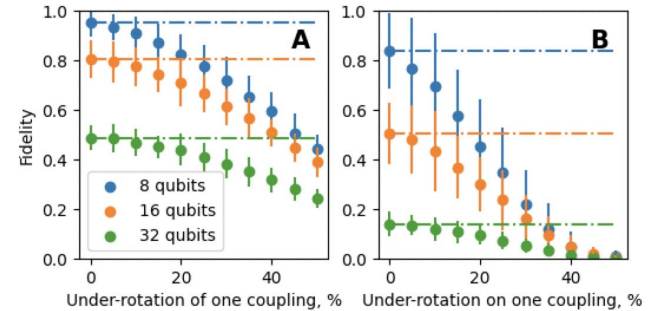 A
B
1.0
0.8
0.6
0.4
0.2
0.0
Fidelity
8 qubits
16 qubits
32 qubits
0
20
40
Under-rotation of one coupling, %
1.0
0.8
0.6
0.4
0.2
0.0
0
20
40
Under-rotation on one coupling, %